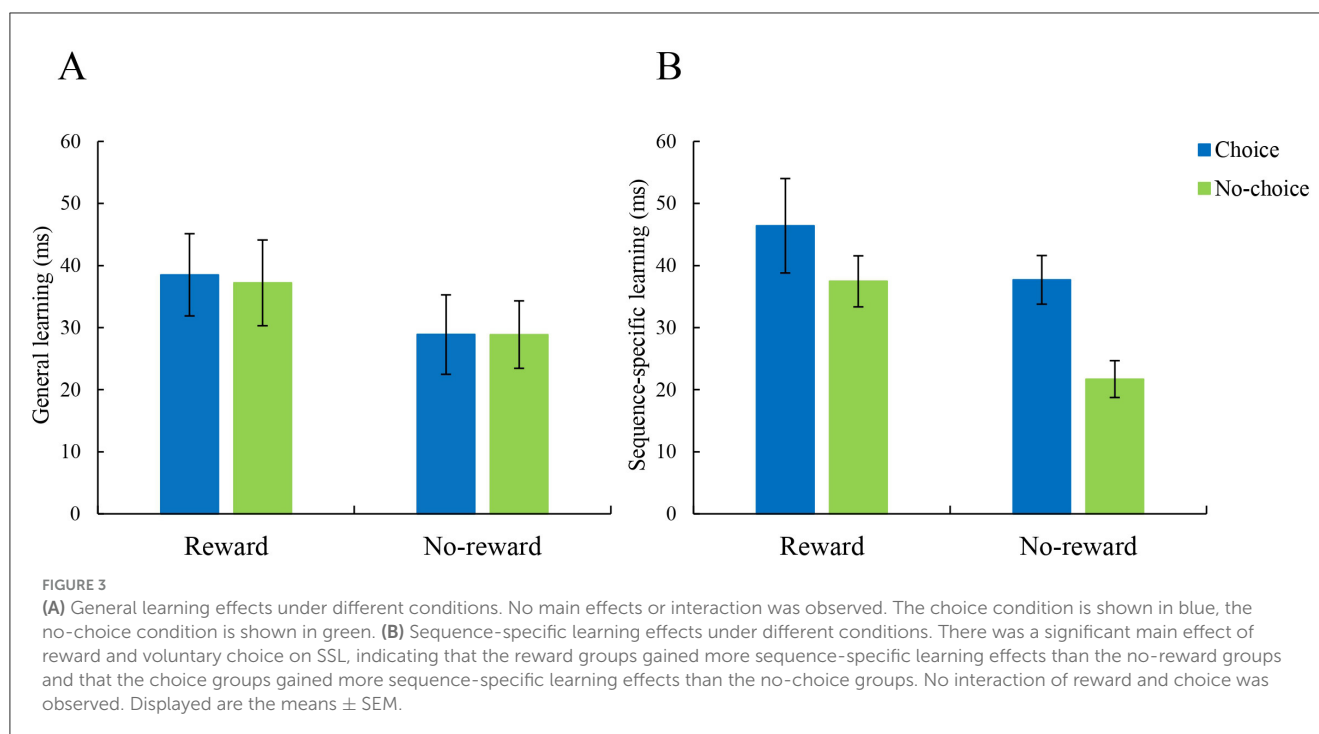 A
B
60
50
40
30
20
10
0
General learning (ms)
Reward
No-reward
60
50
40
30
20
10
0
Sequence-specific learning (ms)
Reward
No-reward
Choice
No-choice
FIGURE 3
(A) General learning effects under different conditions. No main effects or interaction was observed. The choice condition is shown in blue, the
no-choice condition is shown in green. (B) Sequence-specific learning effects under different conditions. There was a significant main effect of
reward and voluntary choice on SSL, indicating that the reward groups gained more sequence-specific learning effects than the no-reward groups
and that the choice groups gained more sequence-specific learning effects than the no-choice groups. No interaction of reward and choice was
observed. Displayed are the means ± SEM.